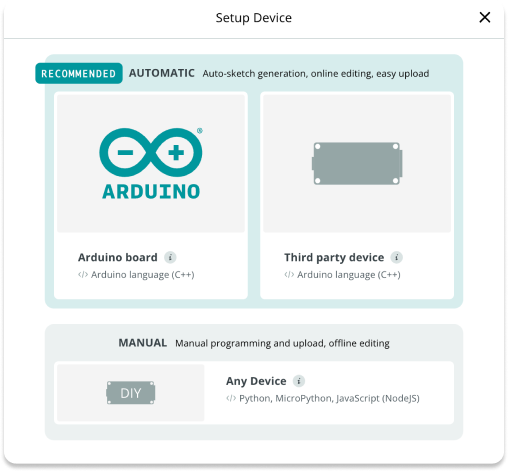 Setup Device
RECOMMENDED AUTOMATIC Auto-sketch generation, online editing, easy upload
ARDUINO
Arduino board i
</> Arduino language (C++)
Third party device i
</> Arduino language (C++)
MANUAL Manual programming and upload, offline editing
DIY
Any Device i
</> Python, MicroPython, JavaScript (NodeJS)